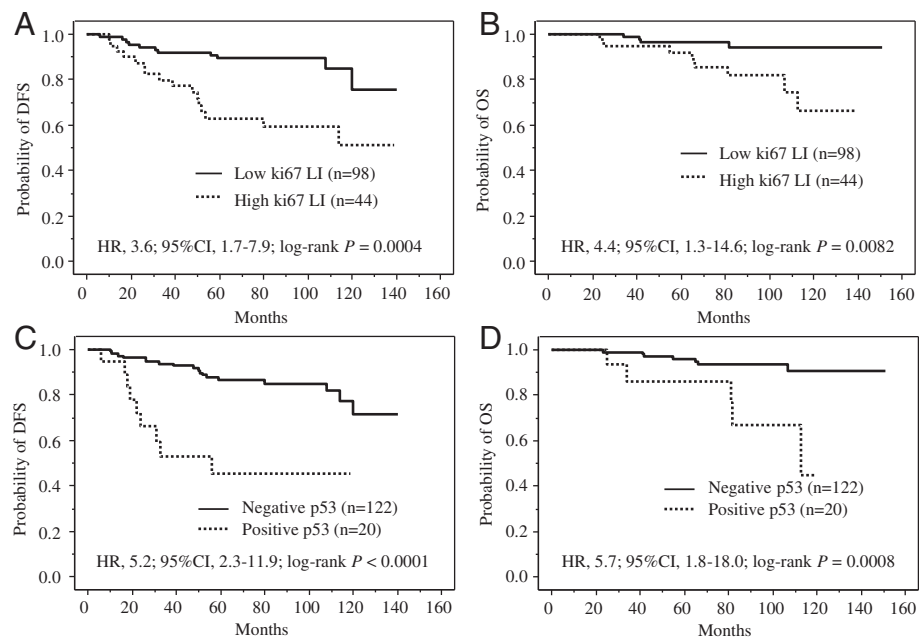 A
Probability of DFS
1.0
0.8
0.6
0.4
0.2
0.0
Low ki67 LI (n=98)
High ki67 LI (n=44)
HR, 3.6; 95%CI, 1.7-7.9; log-rank P = 0.0004
0 20 40 60 80 100 120 140 160
Months
B
Probability of OS
1.0
0.8
0.6
0.4
0.2
0.0
Low ki67 LI (n=98)
High ki67 LI (n=44)
HR, 4.4; 95%CI, 1.3-14.6; log-rank P = 0.0082
0 20 40 60 80 100 120 140 160
Months
C
Probability of DFS
1.0
0.8
0.6
0.4
0.2
0.0
Negative p53 (n=122)
Positive p53 (n=20)
HR, 5.2; 95%CI, 2.3-11.9; log-rank P < 0.0001
0 20 40 60 80 100 120 140 160
Months
D
Probability of OS
1.0
0.8
0.6
0.4
0.2
0.0
Negative p53 (n=122)
Positive p53 (n=20)
HR, 5.7; 95%CI, 1.8-18.0; log-rank P = 0.0008
0 20 40 60 80 100 120 140 160
Months